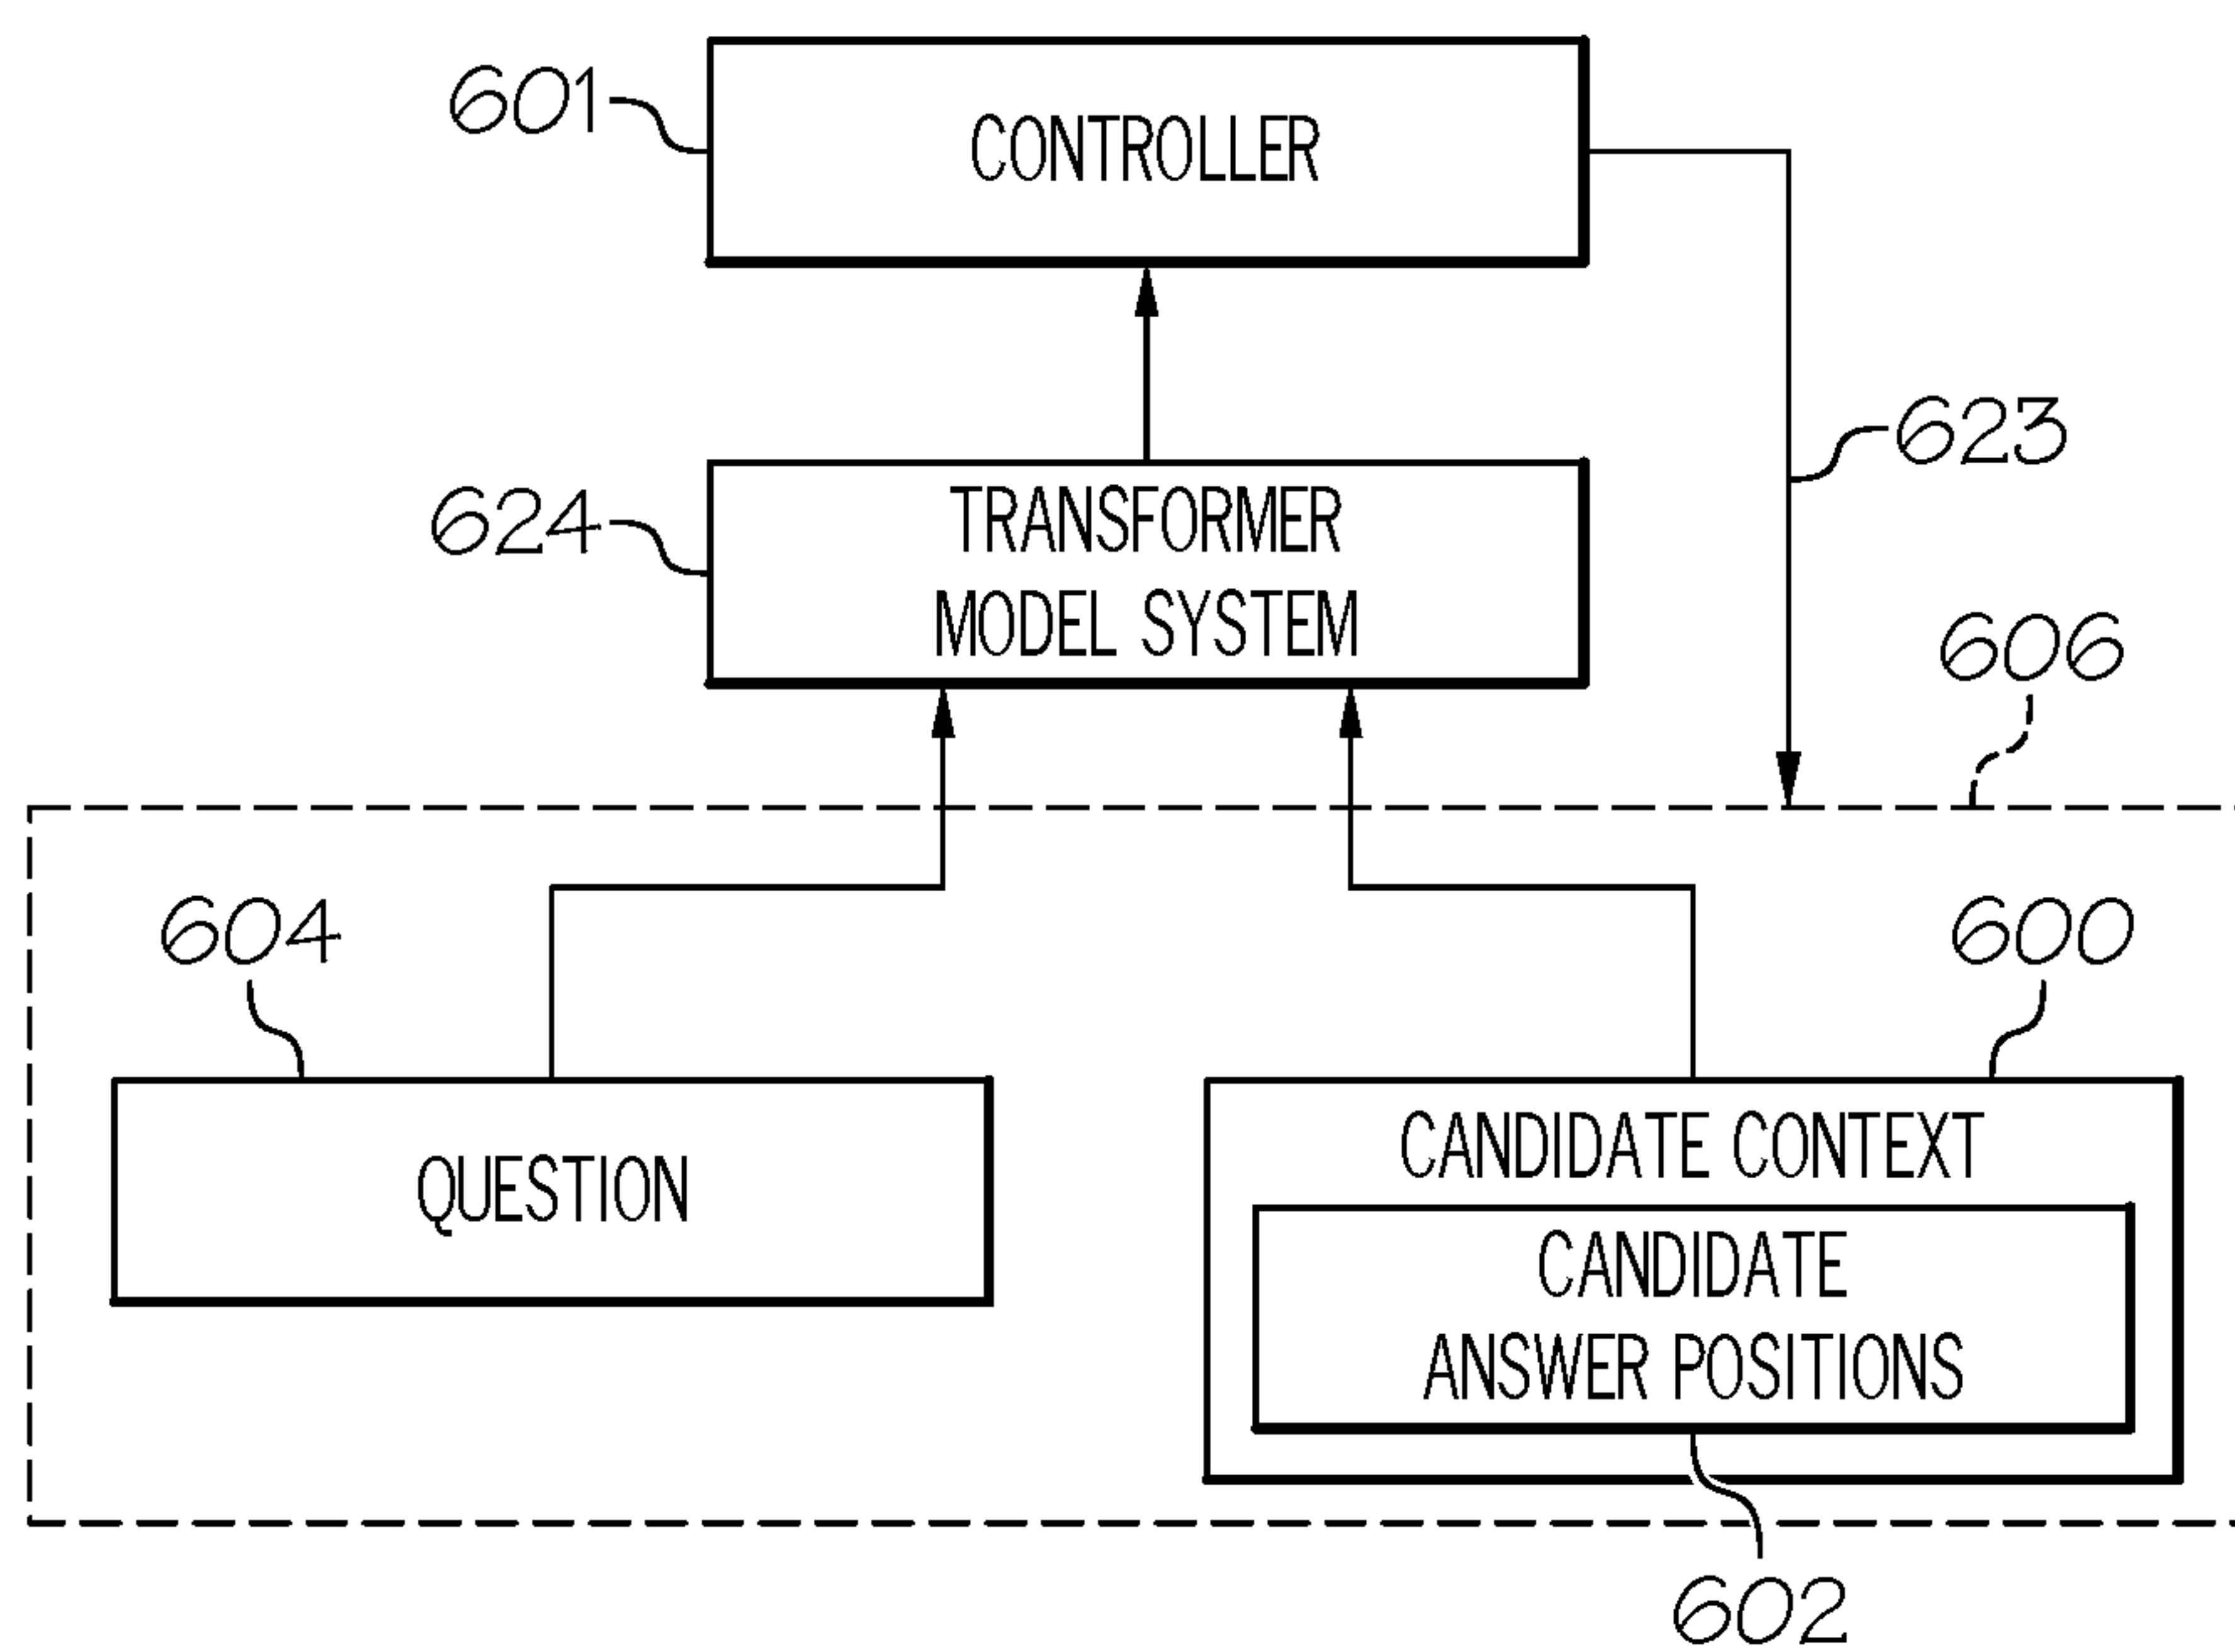 601
CONTROLLER
624
TRANSFORMER
MODEL SYSTEM
623
606
604
QUESTION
600
CANDIDATE CONTEXT
CANDIDATE
ANSWER POSITIONS
602